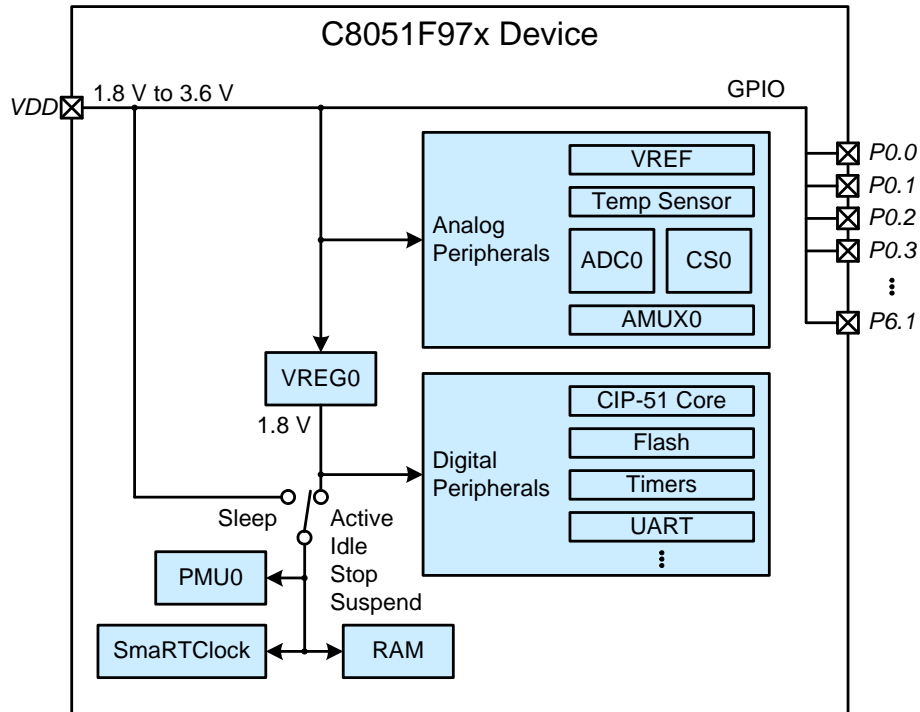 C8051F97x Device
VDD
1.8 V to 3.6 V
GPIO
P0.0
P0.1
P0.2
P0.3
P6.1
Analog
Peripherals
VREF
Temp Sensor
ADC0
CS0
AMUX0
VREG0
1.8 V
Digital
Peripherals
CIP-51 Core
Flash
Timers
UART
Sleep
Active
Idle
Stop
Suspend
PMU0
SmaRTClock
RAM